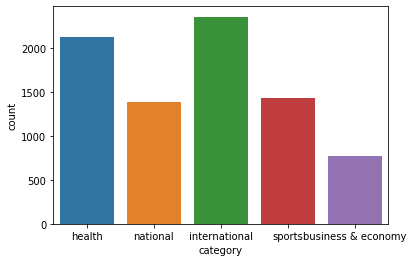 2000
1500
1000
500
0
count
health national international sportsbusiness & economy
category